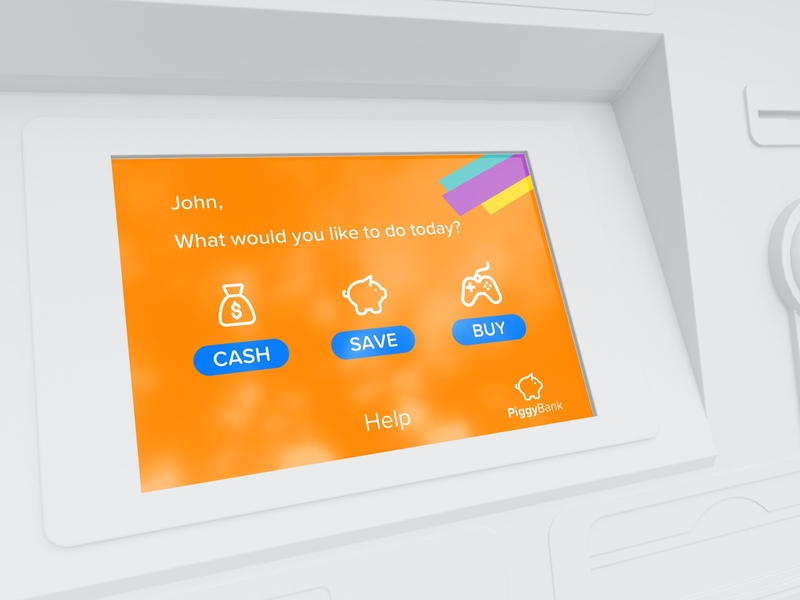 John,
What would you like to do today?
$
CASH
SAVE
BUY
Help
PiggyBank